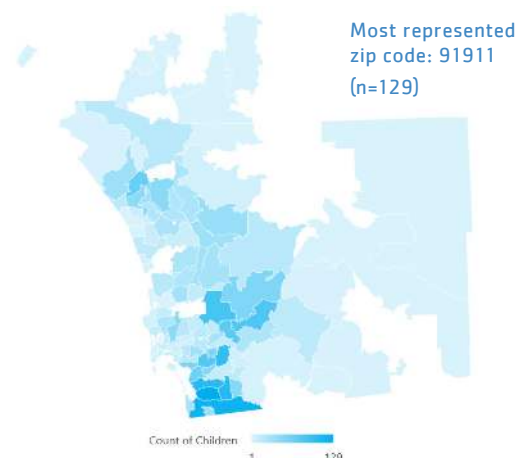 Most represented
zip code: 91911
(n=129)
Count of Children
1
129